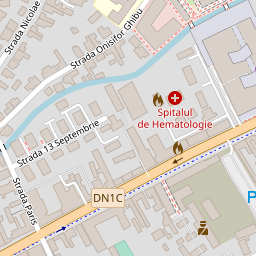 Strada Nicolae
Strada Onisifor Ghibu
Spitalul
de Hematologie
Strada 13 Septembrie
DN1C
Strada Paris
P